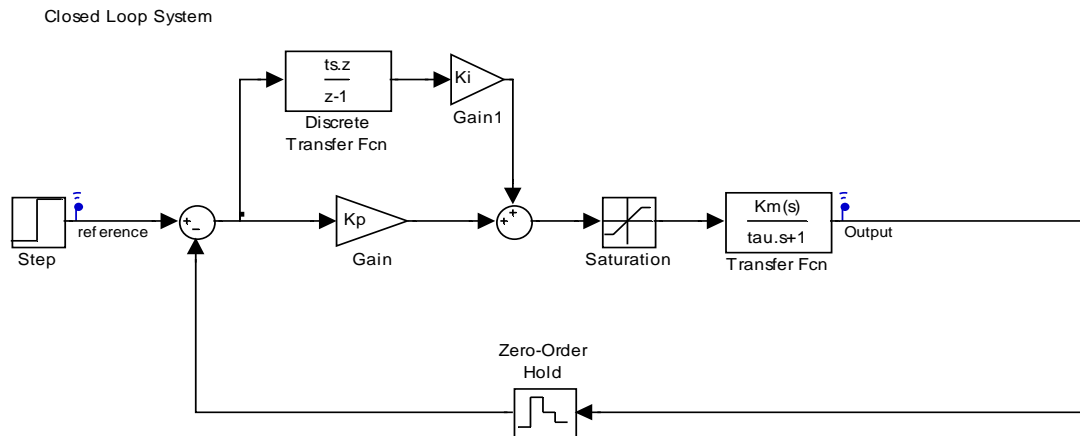 Closed Loop System
ts.z
z-1
Discrete
Transfer Fcn
Ki
Gain1
Step
reference
+
−
Kp
Gain
+
+
Saturation
Km(s)
tau.s+1
Transfer Fcn
Output
Zero-Order
Hold